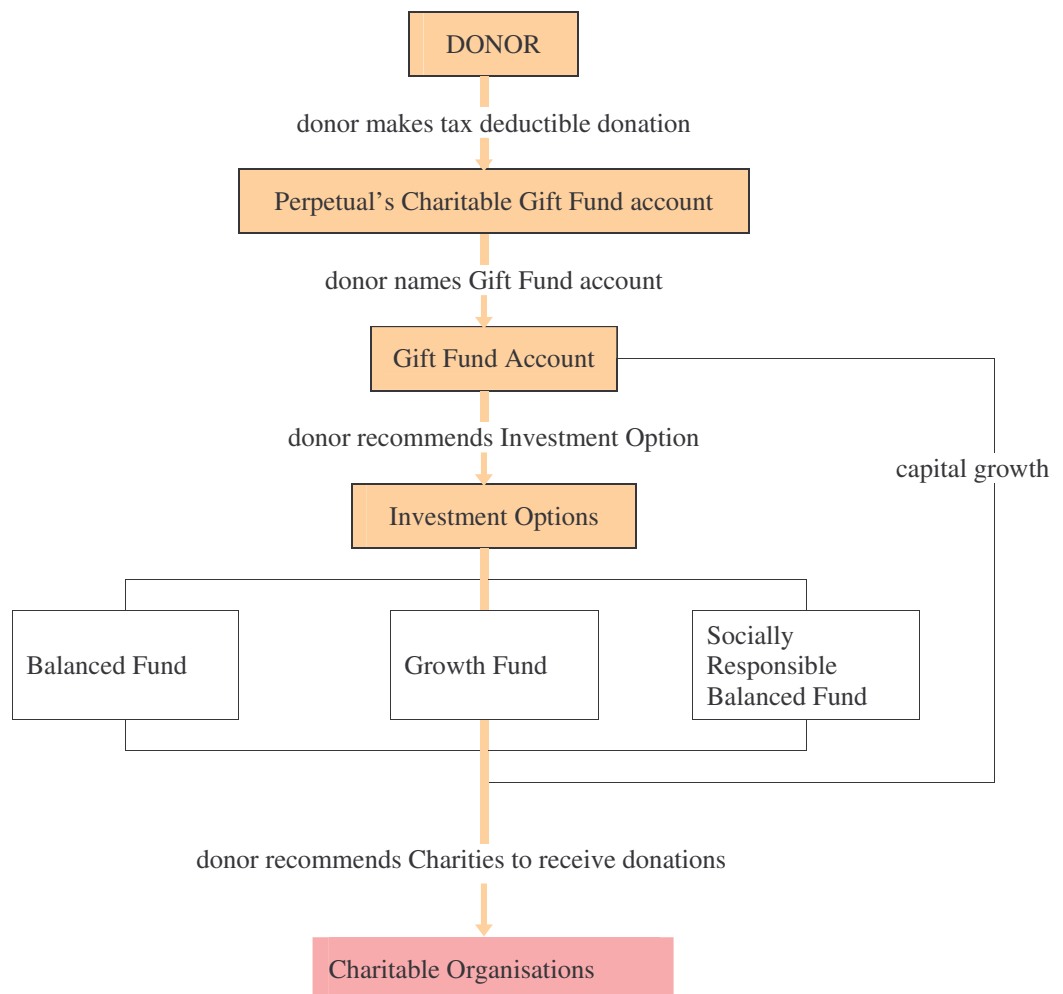 DONOR
donor makes tax deductible donation
Perpetual’s Charitable Gift Fund account
donor names Gift Fund account
Gift Fund Account
donor recommends Investment Option
capital growth
Investment Options
Balanced Fund
Growth Fund
Socially
Responsible
Balanced Fund
donor recommends Charities to receive donations
Charitable Organisations